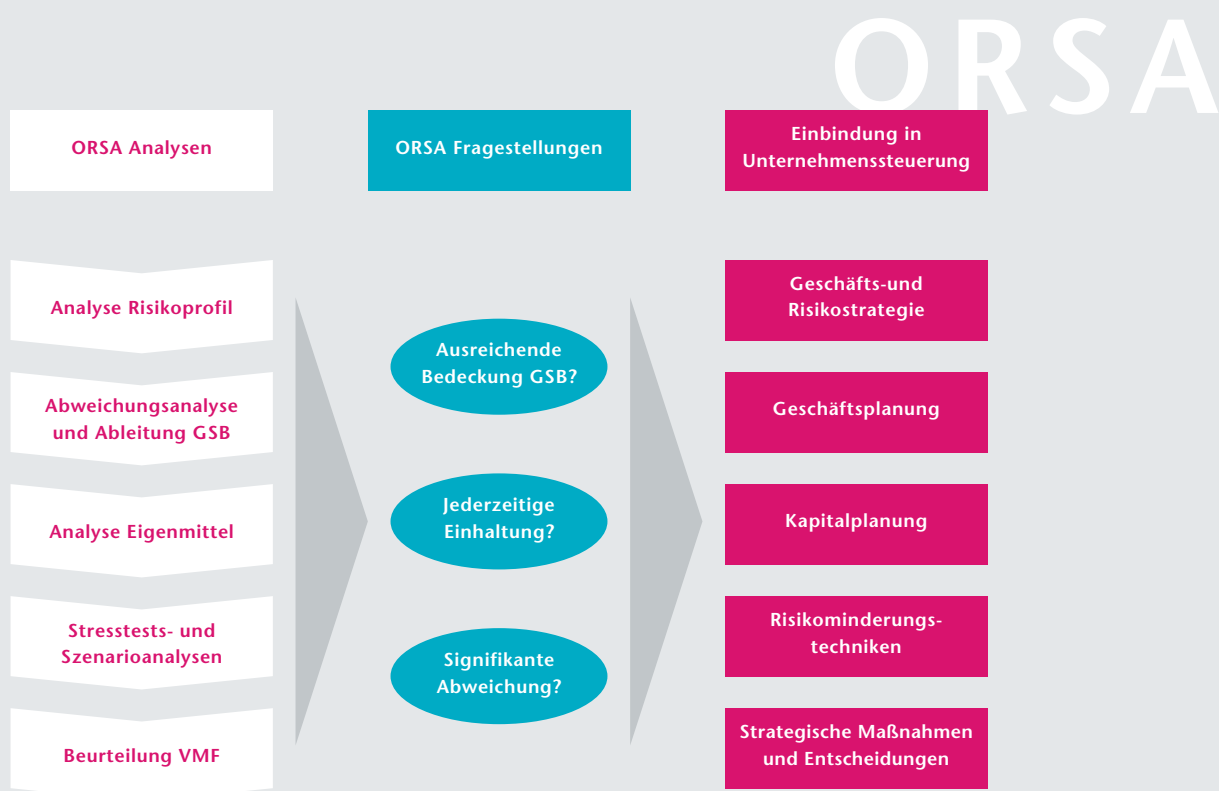 ORSA
ORSA Analysen
ORSA Fragestellungen
Einbindung in
Unternehmenssteuerung
Analyse Risikoprofil
Abweichungsanalyse
und Ableitung GSB
Analyse Eigenmittel
Stresstests- und
Szenarioanalysen
Beurteilung VMF
Ausreichende
Bedeckung GSB?
Jederzeitige
Einhaltung?
Signifikante
Abweichung?
Geschäfts-und
Risikostrategie
Geschäftsplanung
Kapitalplanung
Risikominderungs-
techniken
Strategische Maßnahmen
und Entscheidungen